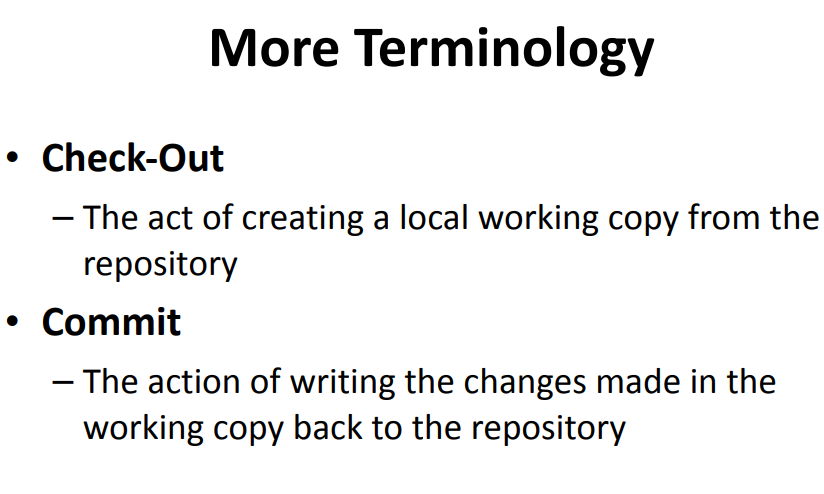 More Terminology
• Check-Out
– The act of creating a local working copy from the
repository
• Commit
– The action of writing the changes made in the
working copy back to the repository